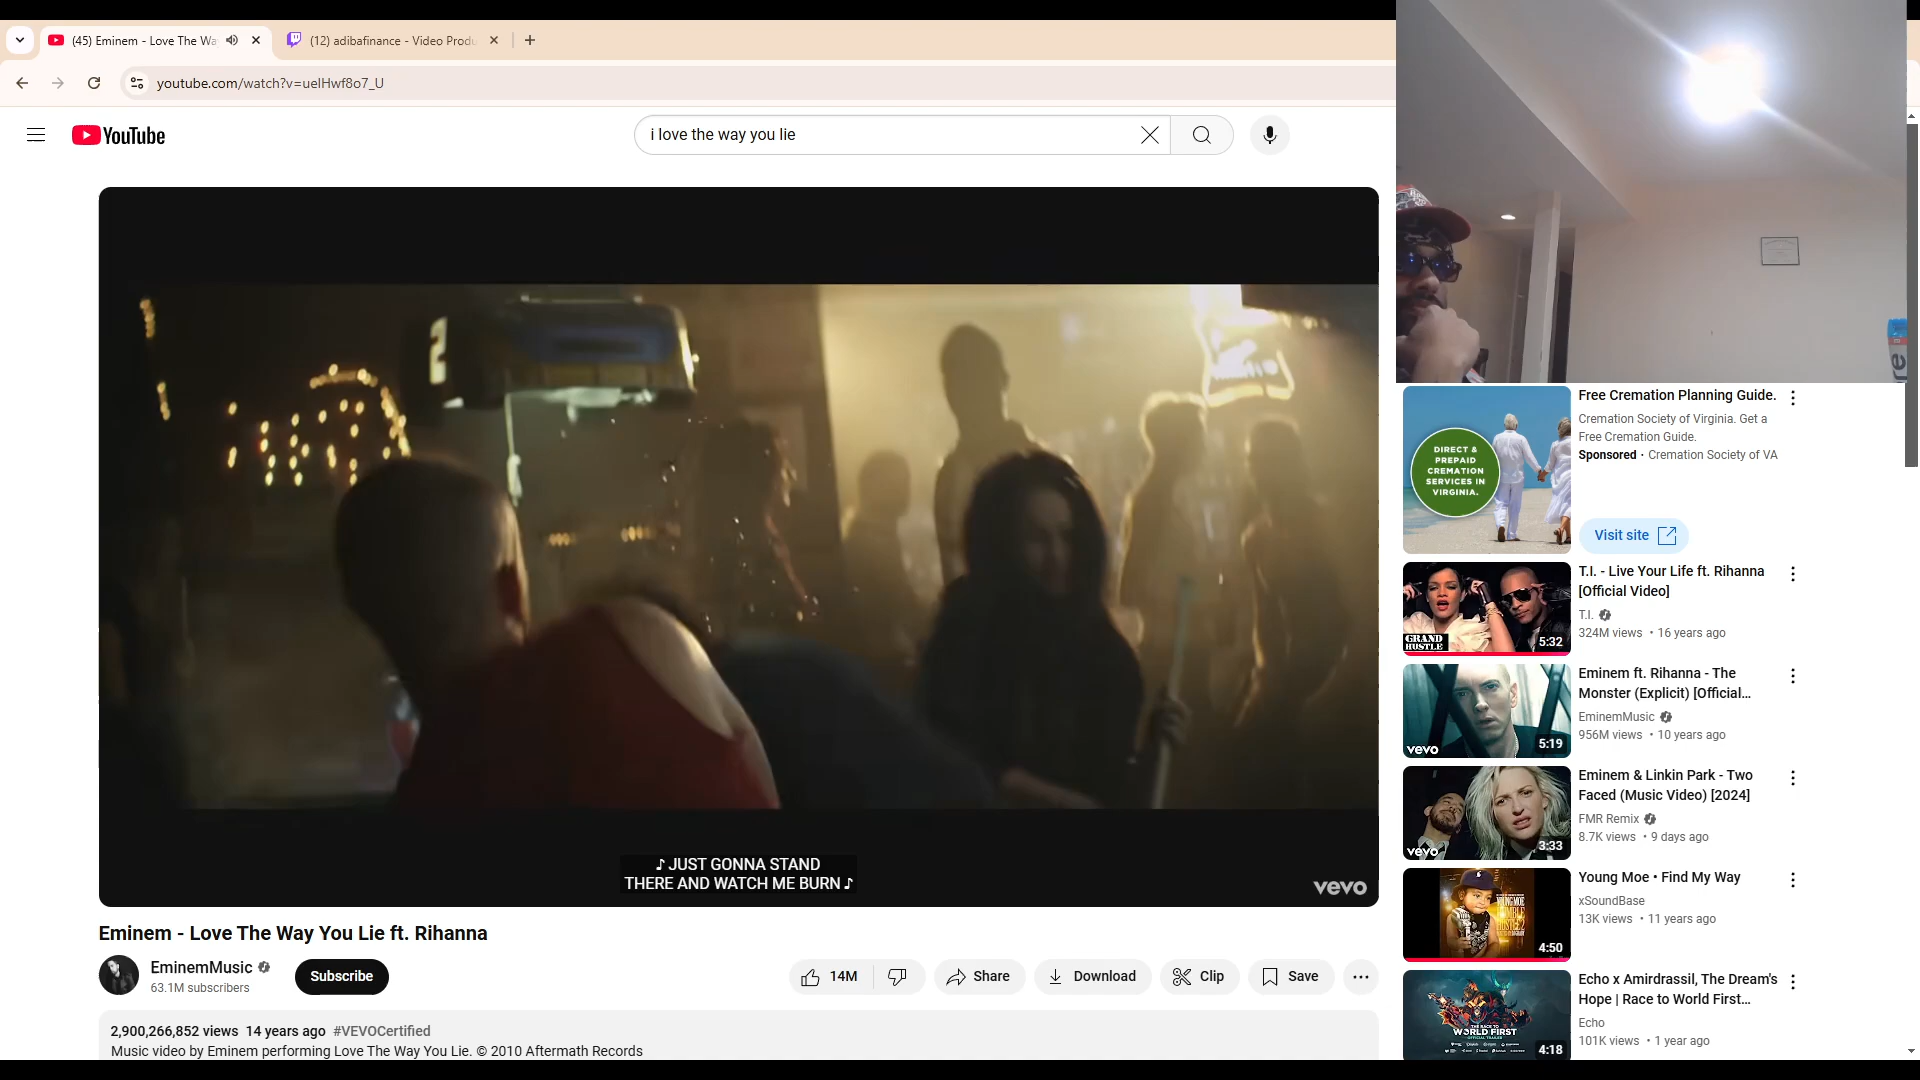 (45) Eminem - Love The Wa
(12) adibafinance - Video Produ
youtube.com/watch?v=uelHwf8o7_U
YouTube
i love the way you lie
♪ JUST GONNA STAND
THERE AND WATCH ME BURN ♪
vevo
Eminem - Love The Way You Lie ft. Rihanna
EminemMusic
63.1M subscribers
Subscribe
14M
Share
Download
Clip
Save
2,900,266,852 views 14 years ago #VEVOCertified
Music video by Eminem performing Love The Way You Lie. © 2010 Aftermath Records
DIRECT &
PREPAID
CREMATION
SERVICES IN
VIRGINIA.
Free Cremation Planning Guide.
Cremation Society of Virginia. Get a
Free Cremation Guide.
Sponsored · Cremation Society of VA
Visit site
GRAND
HUSTLE
5:32
T.I. - Live Your Life ft. Rihanna
[Official Video]
T.I.
324M views • 16 years ago
vevo
5:19
Eminem ft. Rihanna - The
Monster (Explicit) [Official...
EminemMusic
956M views • 10 years ago
vevo
3:33
Eminem & Linkin Park - Two
Faced (Music Video) [2024]
FMR Remix
8.7K views • 9 days ago
4:50
Young Moe • Find My Way
xSoundBase
13K views • 11 years ago
THE RACE TO
WORLD FIRST
4:18
Echo x Amirdrassil, The Dream's
Hope | Race to World First...
Echo
101K views • 1 year ago